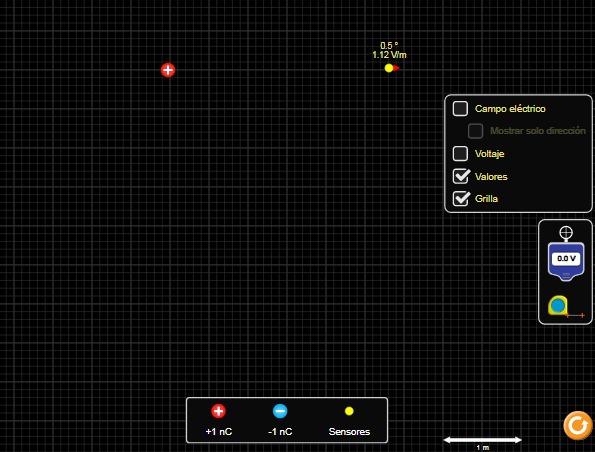 0.5 º
1.12 V/m
Campo eléctrico
Mostrar solo dirección
Voltaje
Valores
Grilla
0.0 V
+1 nC
-1 nC
Sensores
1 m